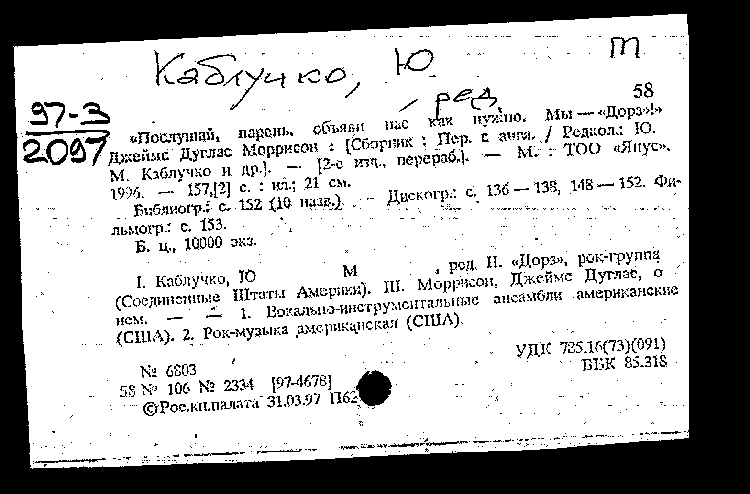 Каблучко, Ю
т
, ред.
58
97-3
2097
«Послушай, парень, объяви нас как нужно. Мы — «Дорз»!»
Джеймс Дуглас Моррисон : [Сборник : Пер. с англ. / Редкол.: Ю.
М. Каблучко и др.]. — [2-е изд., перераб.]. — М. : ТОО «Янус»,
1996. — 157,[2] с. : ил.; 21 см.
Библиогр.: с. 152 (10 назв.). Дискогр.: с. 136 — 138, 148 — 152. Фи-
льмогр.: с. 153.
Б. ц., 10000 экз.
I. Каблучко, Ю М , ред. II. «Дорз», рок-группа
(Соединенные Штаты Америки). III. Моррисон, Джеймс Дуглас, о
нем. — — 1. Вокально-инструментальные ансамбли американские
(США). 2. Рок-музыка американская (США).
УДК 785.16(73)(091)
ББК 85.318
№ 6803
58 № 106 № 2334 [97-4678]
©Рос.кн.палата 31.03.97 П62